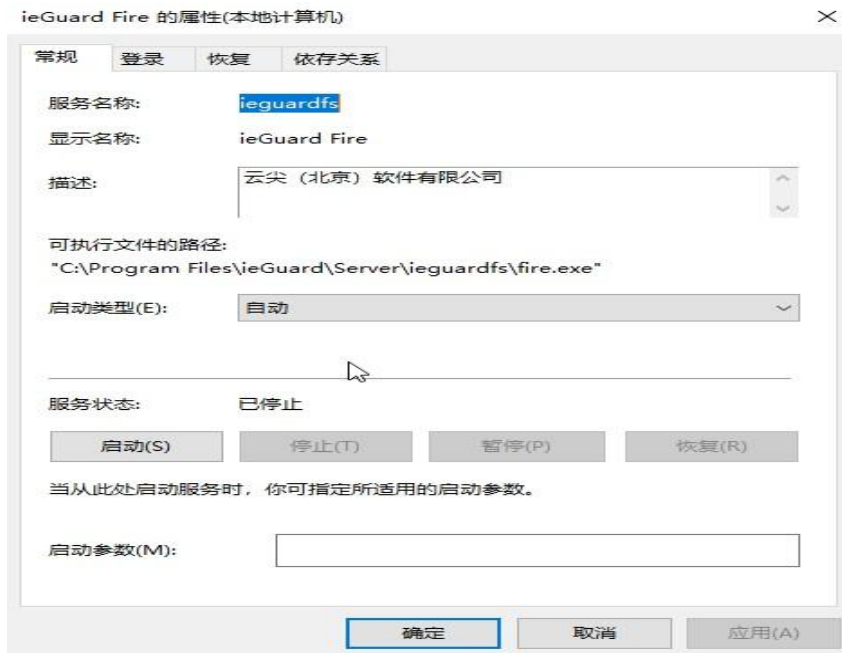 ieGuard Fire 的属性(本地计算机)
常规 登录 恢复 依存关系
服务名称: ieguardfs
显示名称: ieGuard Fire
描述: 云尖（北京）软件有限公司
可执行文件的路径:
"C:\Program Files\ieGuard\Server\ieguardfs\fire.exe"
启动类型(E): 自动
服务状态: 已停止
启动(S) 停止(T) 暂停(P) 恢复(R)
当从此处启动服务时，你可指定所适用的启动参数。
启动参数(M):
确定 取消 应用(A)